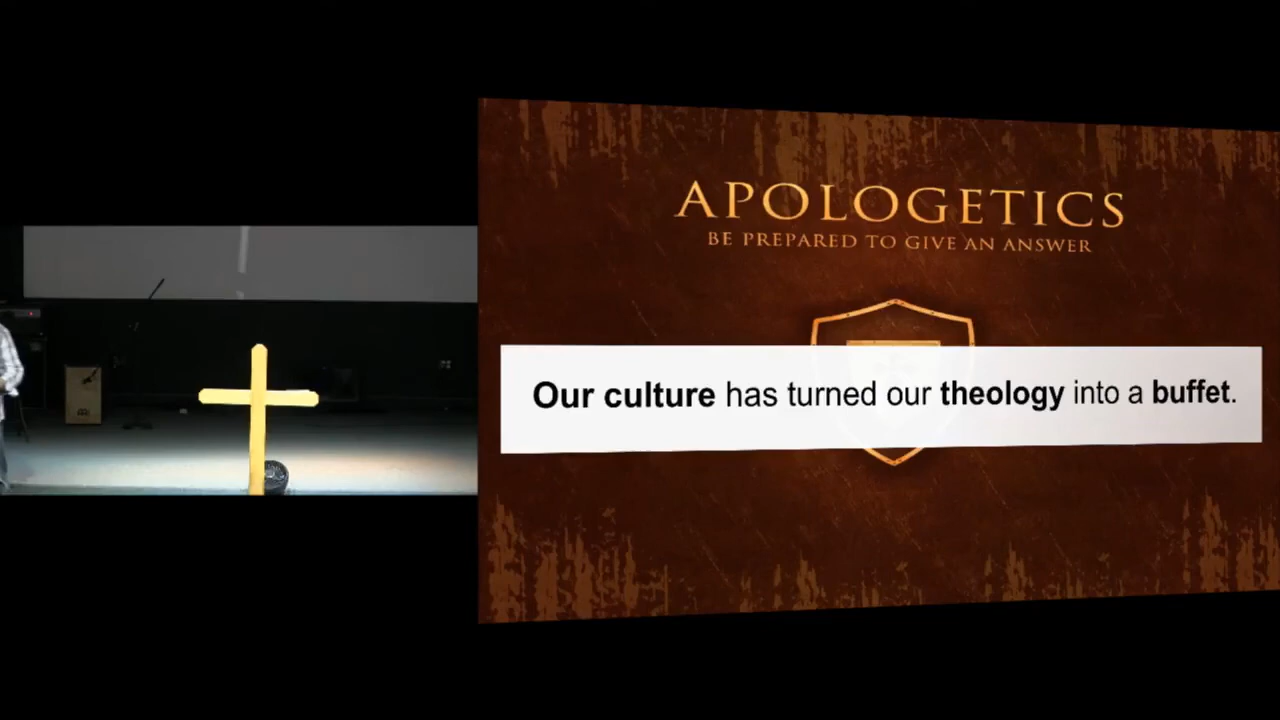 APOLOGETICS
BE PREPARED TO GIVE AN ANSWER
Our culture has turned our theology into a buffet.